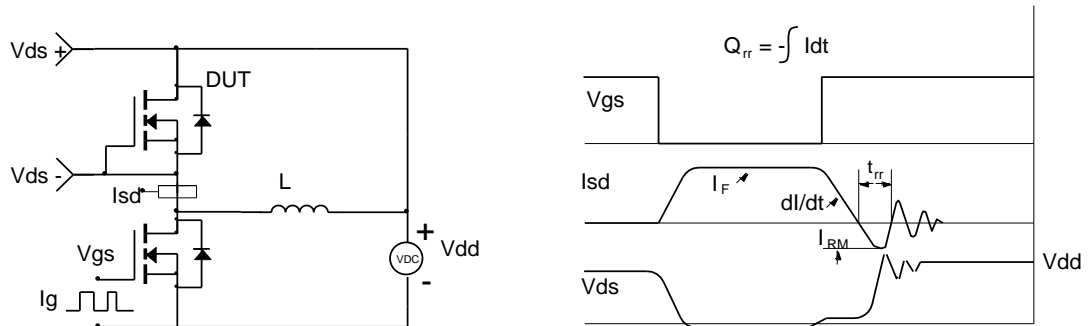 Vds +
DUT
Vds -
Isd
L
Vgs
Ig
+
VDC
-
Vdd
Qrr = -∫ Idt
Vgs
Isd
IF
dI/dt
trr
IRM
Vds
Vdd